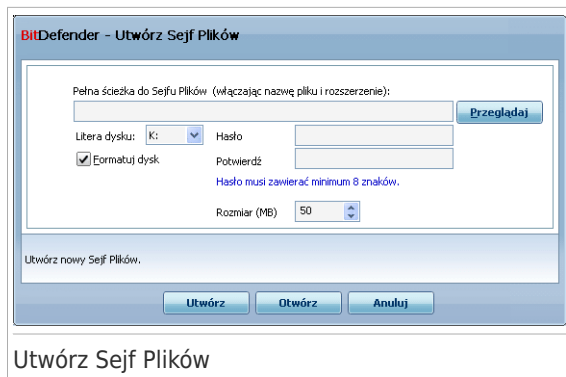 BitDefender - Utwórz Sejf Plików
Pełna ścieżka do Sejfu Plików (włączając nazwę pliku i rozszerzenie):
Przeglądaj
Litera dysku: K: Hasło
Formatuj dysk Potwierdź
Hasło musi zawierać minimum 8 znaków.
Rozmiar (MB) 50
Utwórz nowy Sejf Plików.
Utwórz Otwórz Anuluj
Utwórz Sejf Plików